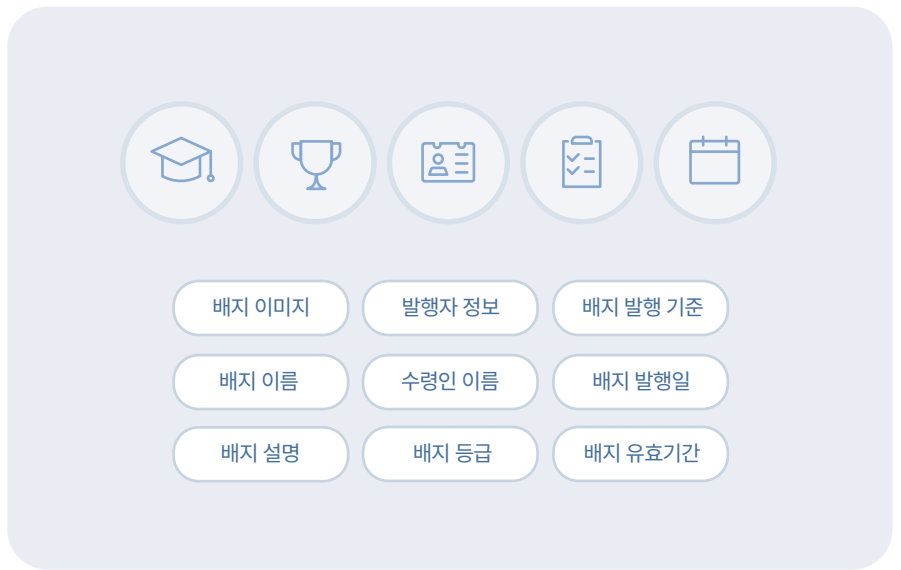 배지 이미지
발행자 정보
배지 발행 기준
배지 이름
수령인 이름
배지 발행일
배지 설명
배지 등급
배지 유효기간